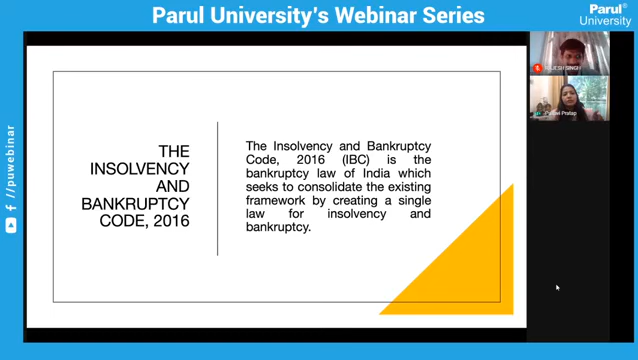 Parul University's Webinar Series
Parul®
University
//puwebinar
THE
INSOLVENCY
AND
BANKRUPTCY
CODE, 2016
The Insolvency and Bankruptcy
Code, 2016 (IBC) is the
bankruptcy law of India which
seeks to consolidate the existing
framework by creating a single
law for insolvency and
bankruptcy.
SINGH
Pratap